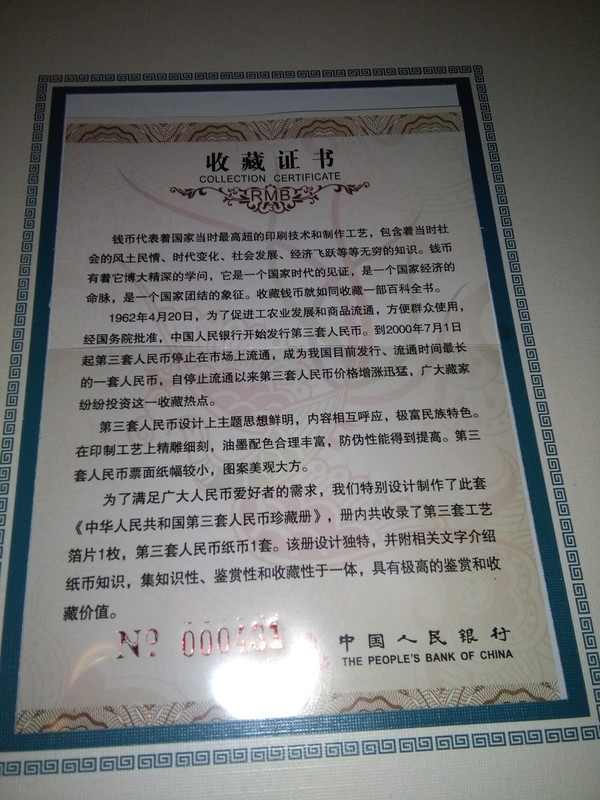 收藏证书
COLLECTION CERTIFICATE
RMB
钱币代表着国家当时最高超的印刷技术和制作工艺，包含着当时社
会的风土民情、时代变化、社会发展、经济飞跃等等无穷的知识。钱币
有着它博大精深的学问，它是一个国家时代的见证，是一个国家经济的
命脉，是一个国家团结的象征。收藏钱币就如同收藏一部百科全书。
1962年4月20日，为了促进工农业发展和商品流通，方便群众使用，
经国务院批准，中国人民银行开始发行第三套人民币。到2000年7月1日
起第三套人民币停止在市场上流通，成为我国目前发行、流通时间最长
的一套人民币，自停止流通以来第三套人民币价格增涨迅猛，广大藏家
纷纷投资这一收藏热点。
第三套人民币设计上主题思想鲜明，内容相互呼应，极富民族特色。
在印制工艺上精雕细刻，油墨配色合理丰富，防伪性能得到提高。第三
套人民币票面纸幅较小，图案美观大方。
为了满足广大人民币爱好者的需求，我们特别设计制作了此套
《中华人民共和国第三套人民币珍藏册》，册内共收录了第三套工艺
箔片1枚，第三套人民币纸币1套。该册设计独特，并附相关文字介绍
纸币知识，集知识性、鉴赏性和收藏性于一体，具有极高的鉴赏和收
藏价值。
Nº
中国人民银行
THE PEOPLE'S BANK OF CHINA